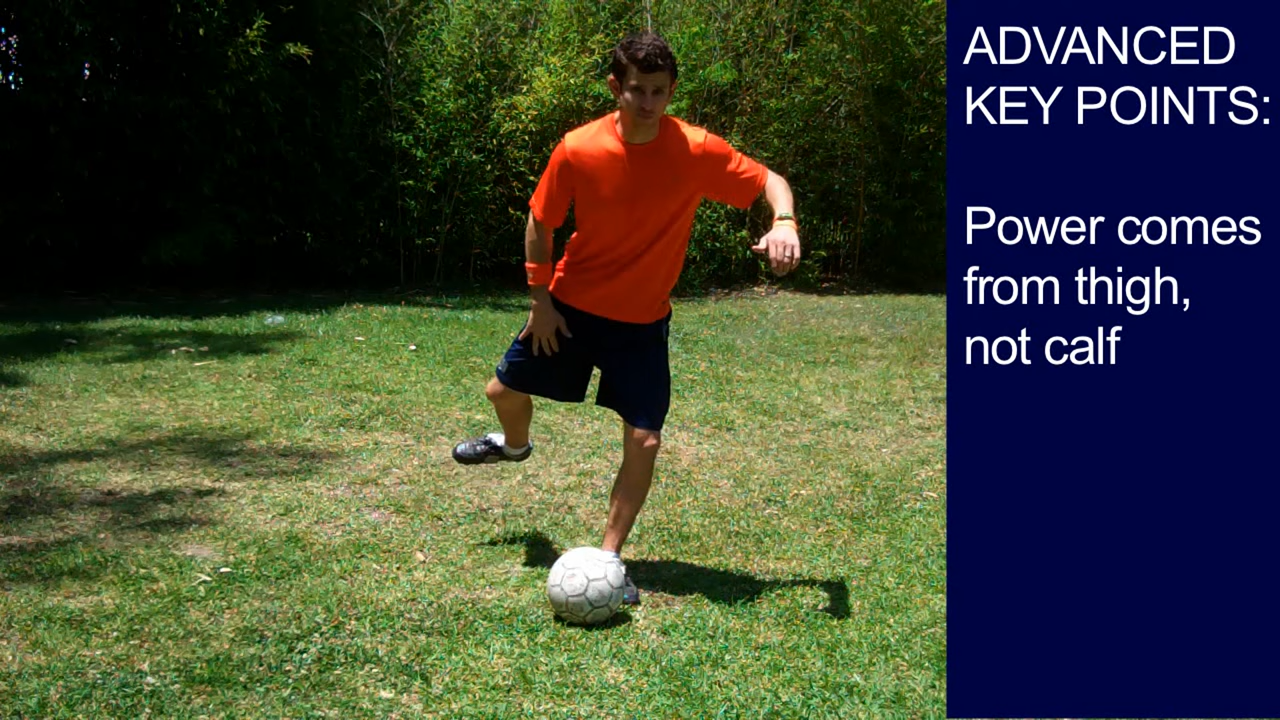 ADVANCED
KEY POINTS:
Power comes
from thigh,
not calf